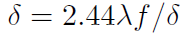 δ = 2.44λf/δ